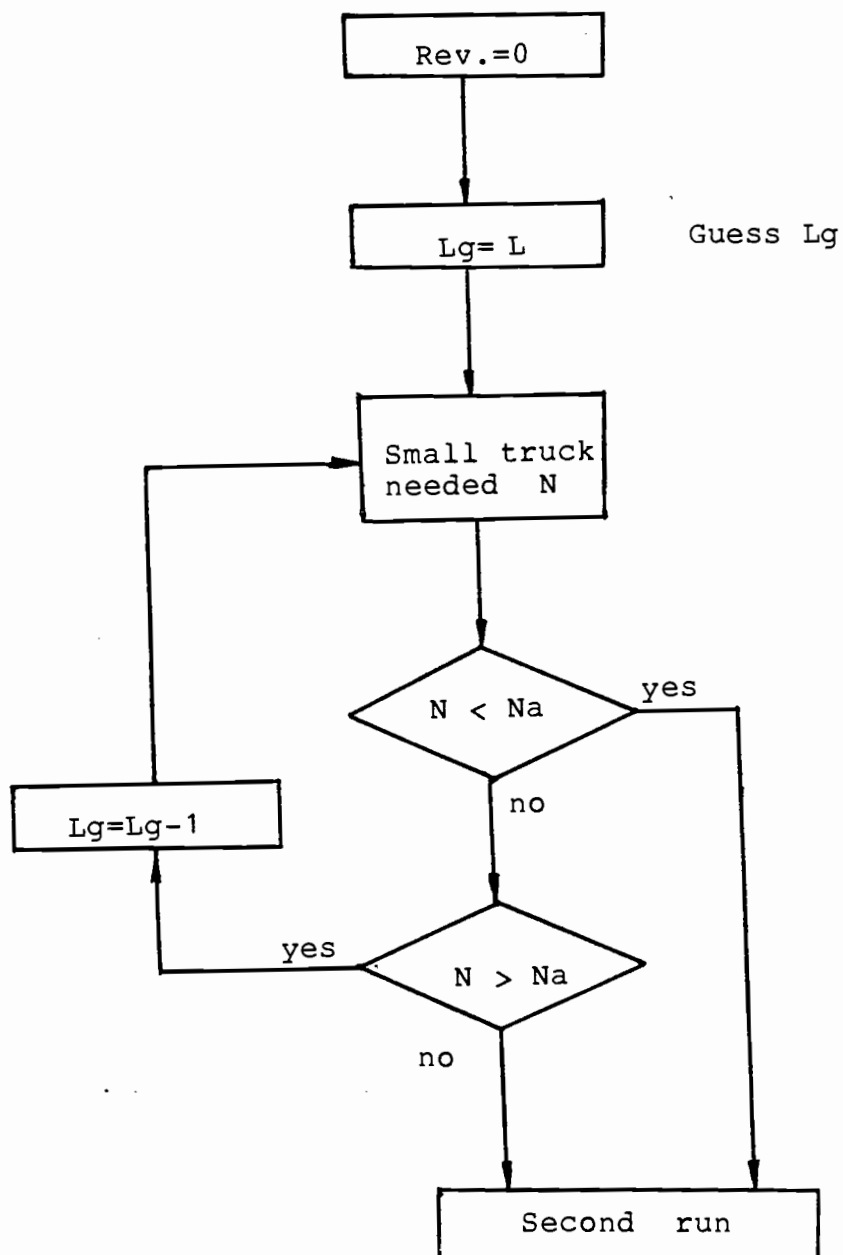 Rev.=0
Lg= L
Guess Lg
Small truck
needed N
N < Na
yes
no
Lg=Lg-1
yes
N > Na
no
Second run